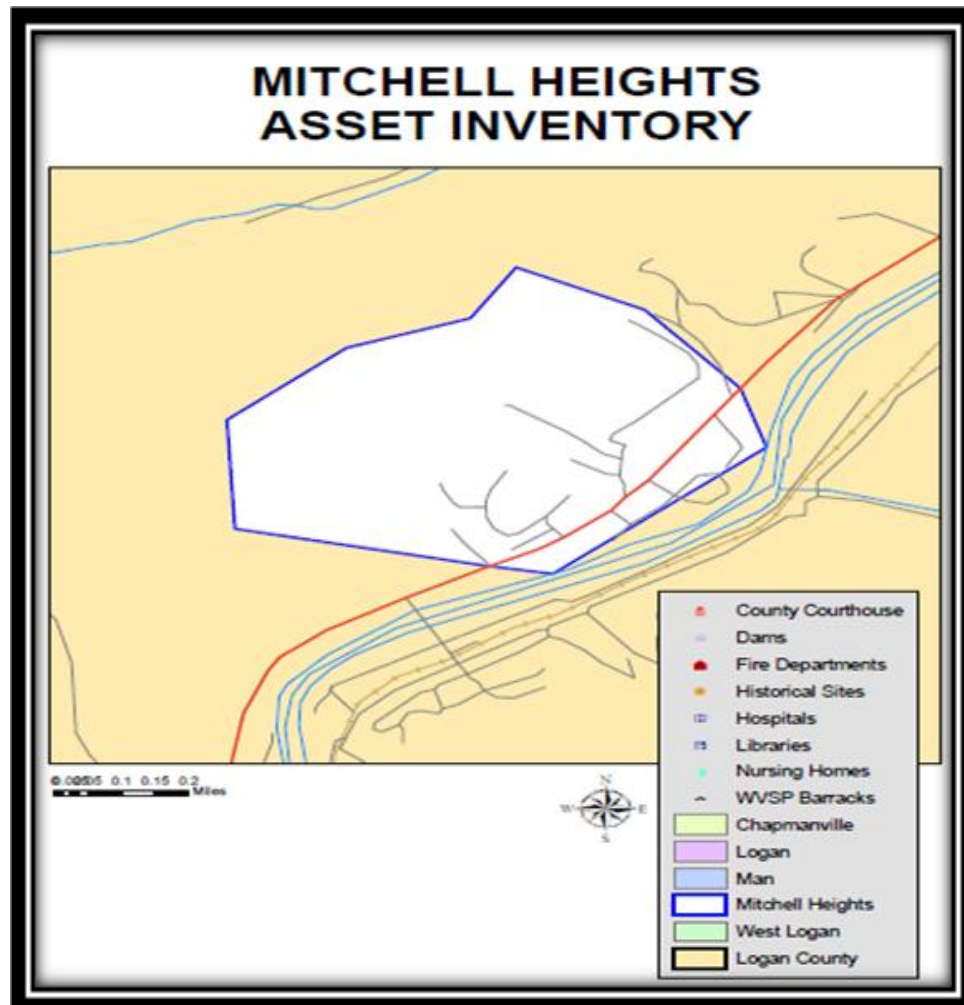 MITCHELL HEIGHTS
ASSET INVENTORY
County Courthouse
Dams
Fire Departments
Historical Sites
Hospitals
Libraries
Nursing Homes
WVSP Barracks
Chapmanville
Logan
Man
Mitchell Heights
West Logan
Logan County
0.1 0.15 0.2
Miles
N
W E
S